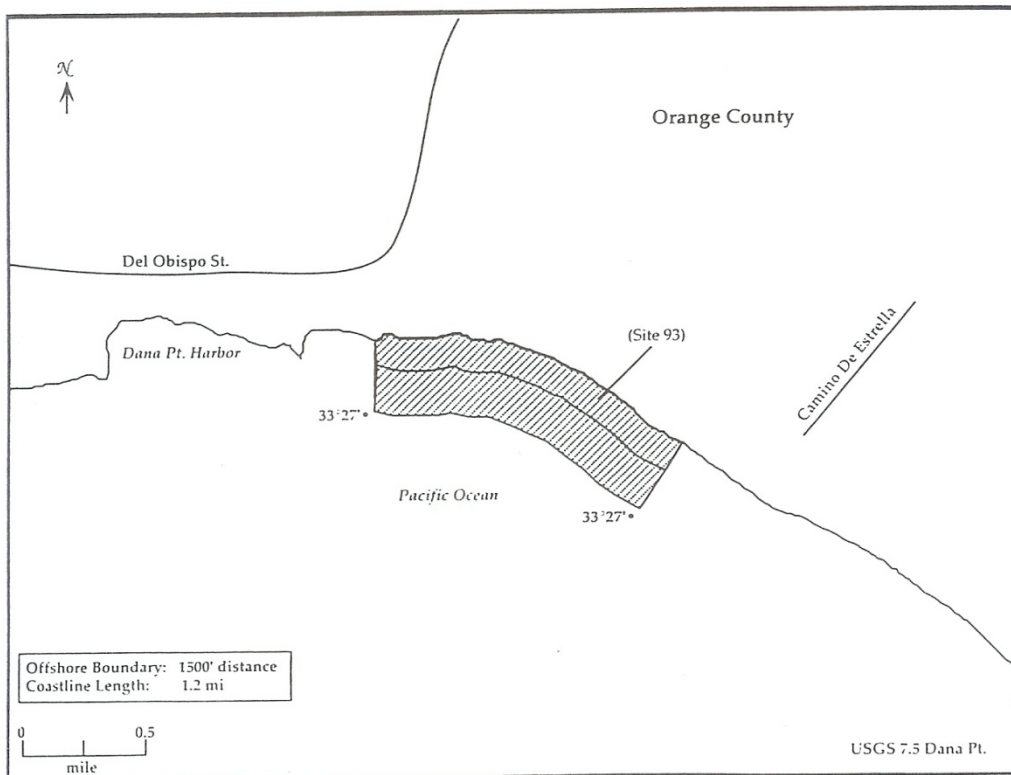 N
Orange County
Del Obispo St.
(Site 93)
Dana Pt. Harbor
Camino De Estrella
33°27'
Pacific Ocean
33°27'
Offshore Boundary: 1500' distance
Coastline Length: 1.2 mi
0 0.5
mile
USGS 7.5 Dana Pt.